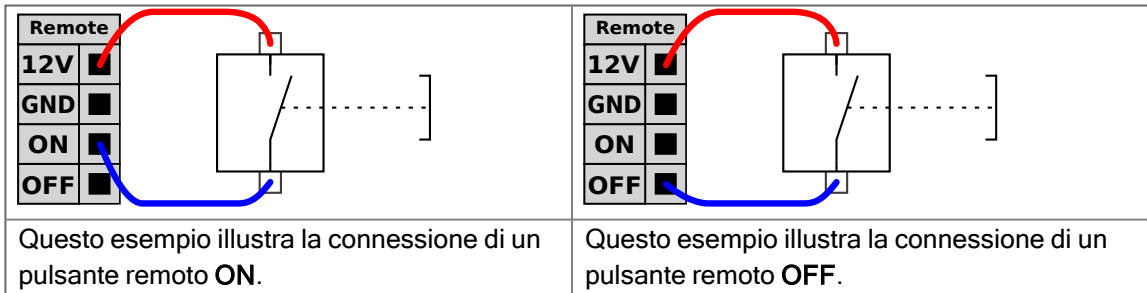 Remote
12V
GND
ON
OFF
Questo esempio illustra la connessione di un
pulsante remoto ON.
Remote
12V
GND
ON
OFF
Questo esempio illustra la connessione di un
pulsante remoto OFF.